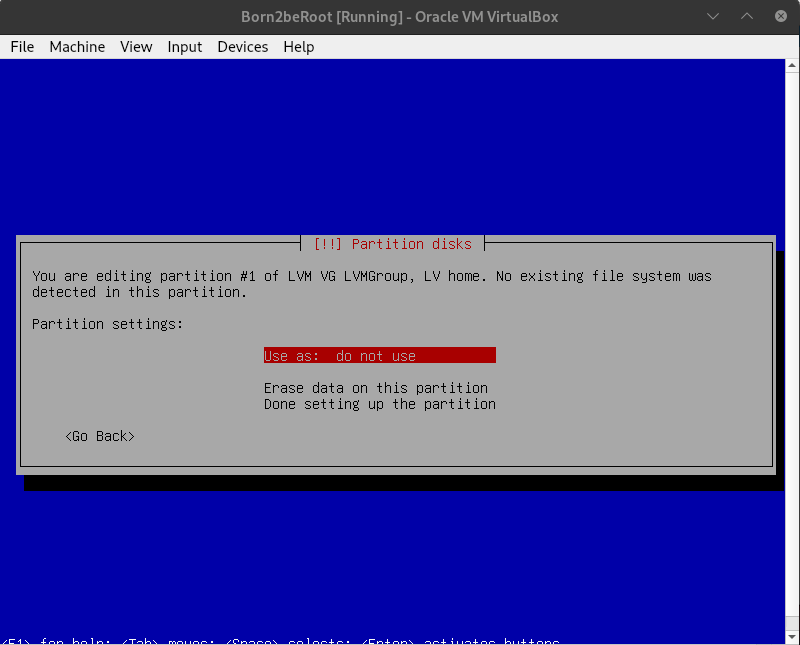 Born2beRoot [Running] - Oracle VM VirtualBox
File Machine View Input Devices Help
[!!] Partition disks
You are editing partition #1 of LVM VG LVMGroup, LV home. No existing file system was
detected in this partition.
Partition settings:
Use as: do not use
Erase data on this partition
Done setting up the partition
<Go Back>
<F1> for help; <Tab> moves; <Space> selects; <Enter> activates buttons